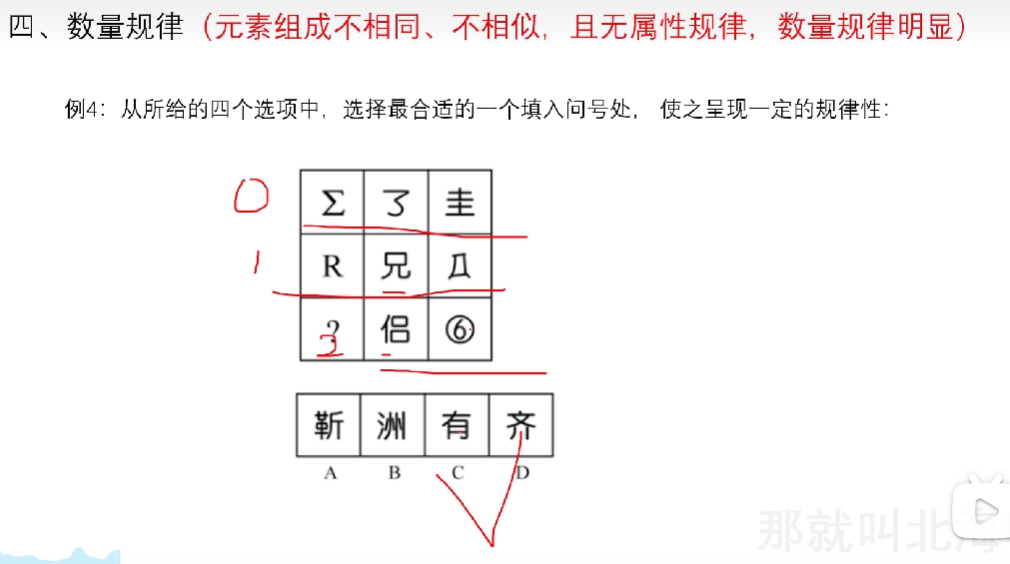 四、数量规律（元素组成不相同、不相似，且无属性规律，数量规律明显）
例4：从所给的四个选项中，选择最合适的一个填入问号处， 使之呈现一定的规律性：
0 Σ 了 圭
1 R 兄
? 侣 ⑥
靳 洲 有 齐
A B C D
那就叫北海